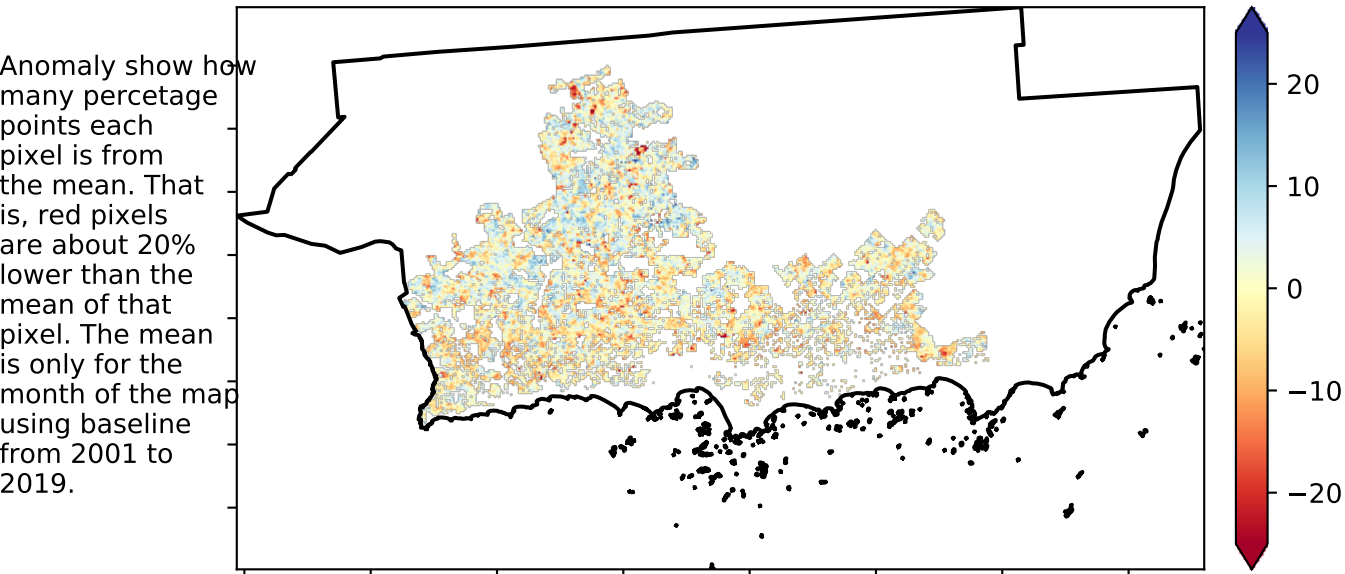 Anomaly show how
many percetage
points each
pixel is from
the mean. That
is, red pixels
are about 20%
lower than the
mean of that
pixel. The mean
is only for the
month of the map
using baseline
from 2001 to
2019.
20
10
0
−10
−20